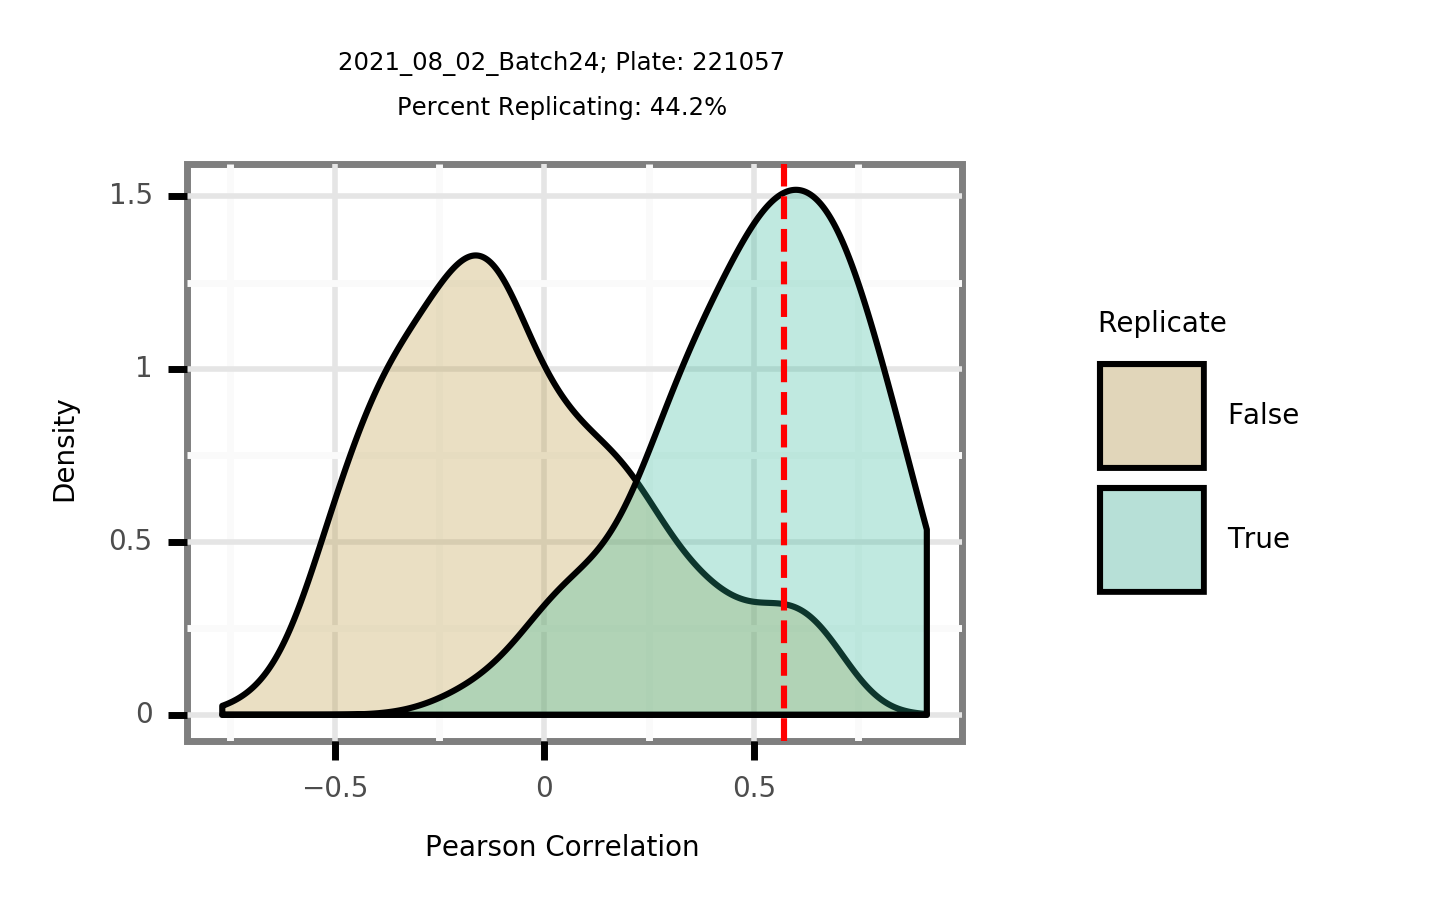 2021_08_02_Batch24; Plate: 221057
Percent Replicating: 44.2%
1.5
1
0.5
0
Density
−0.5
0
0.5
Pearson Correlation
Replicate
False
True